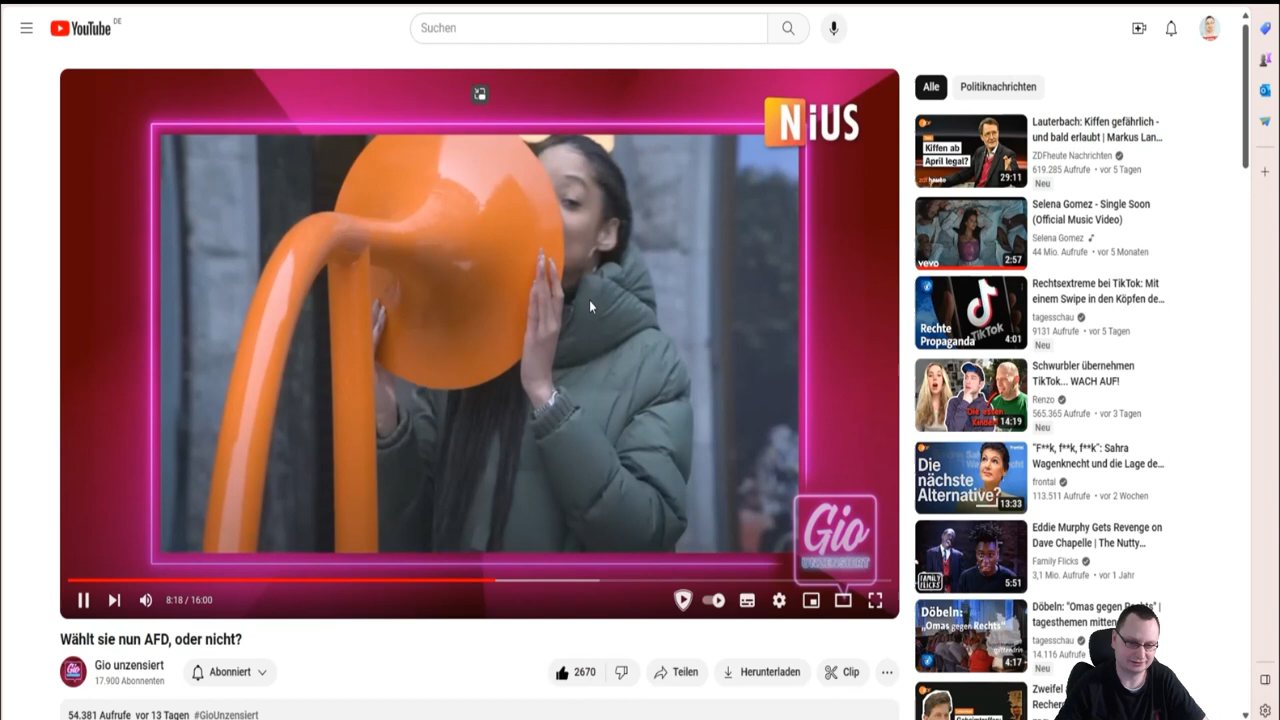 YouTube DE
Suchen
NiUS
Gio
UNZENSIERT
8:18 / 16:00
Wählt sie nun AFD, oder nicht?
Gio unzensiert
17.900 Abonnenten
Abonniert
2670
Teilen
Herunterladen
Clip
54.381 Aufrufe vor 13 Tagen #GioUnzensiert
Alle
Politiknachrichten
Kiffen ab
April legal?
29:11
Lauterbach: Kiffen gefährlich -
und bald erlaubt | Markus Lan...
ZDFheute Nachrichten
619.285 Aufrufe • vor 5 Tagen
Neu
vevo
2:57
Selena Gomez - Single Soon
(Official Music Video)
Selena Gomez
44 Mio. Aufrufe • vor 5 Monaten
Rechte
Propaganda
TikTok
4:01
Rechtsextreme bei TikTok: Mit
einem Swipe in den Köpfen de...
tagesschau
9131 Aufrufe • vor 5 Tagen
Neu
Die essen
Kinder
14:19
Schwurbler übernehmen
TikTok... WACH AUF!
Renzo
565.365 Aufrufe • vor 3 Tagen
Neu
Die
nächste
Alternative?
13:33
"F**k, f**k, f**k": Sahra
Wagenknecht und die Lage de...
frontal
113.511 Aufrufe • vor 2 Wochen
FAMILY
FLICKS
5:51
Eddie Murphy Gets Revenge on
Dave Chapelle | The Nutty...
Family Flicks
3,1 Mio. Aufrufe • vor 1 Jahr
Döbeln:
„Omas gegen Rechts“
4:17
Döbeln: "Omas gegen Rechts" |
tagesthemen mitten
tagesschau
14.116 Aufrufe
Neu
Zweifel
Recher